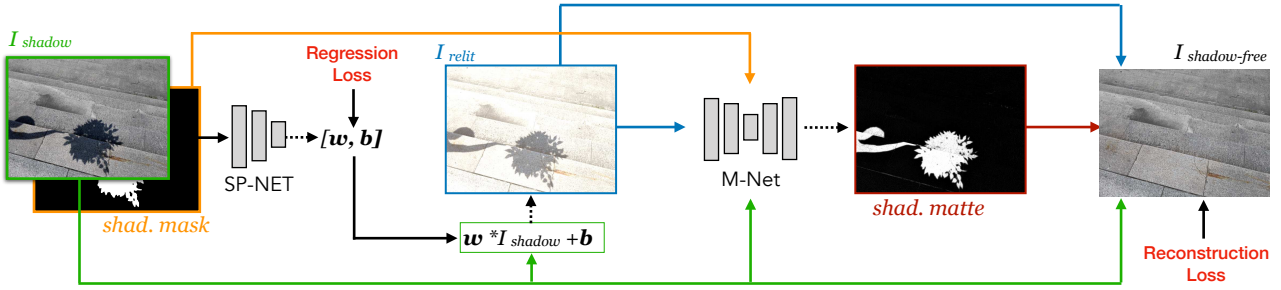 I shadow
shad. mask
SP-NET
Regression
Loss
[w, b]
I relit
w *I shadow +b
M-Net
shad. matte
I shadow-free
Reconstruction
Loss